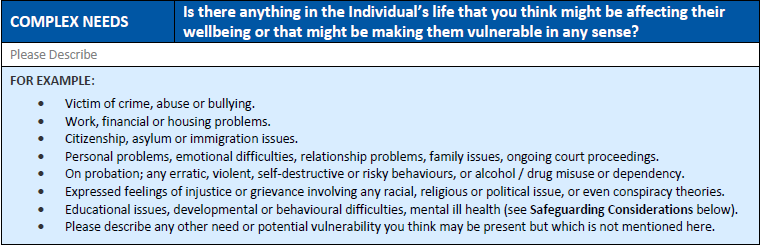 COMPLEX NEEDS
Is there anything in the Individual's life that you think might be affecting their
wellbeing or that might be making them vulnerable in any sense?
Please Describe
FOR EXAMPLE:
• Victim of crime, abuse or bullying.
• Work, financial or housing problems.
• Citizenship, asylum or immigration issues.
• Personal problems, emotional difficulties, relationship problems, family issues, ongoing court proceedings.
• On probation; any erratic, violent, self-destructive or risky behaviours, or alcohol / drug misuse or dependency.
• Expressed feelings of injustice or grievance involving any racial, religious or political issue, or even conspiracy theories.
• Educational issues, developmental or behavioural difficulties, mental ill health (see Safeguarding Considerations below).
• Please describe any other need or potential vulnerability you think may be present but which is not mentioned here.